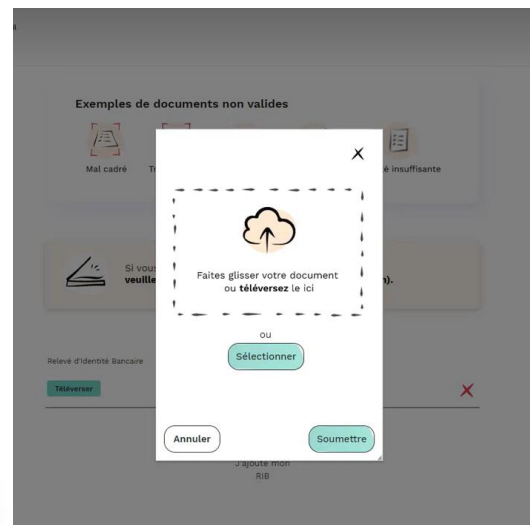 Exemples de documents non valides
Mal cadré
é insuffisante
Si vous
veuille
Faites glisser votre document
ou téléversez le ici
ou
Sélectionner
Relevé d'Identité Bancaire
Téléverser
Annuler
Soumettre
J'ajoute mon
RIB